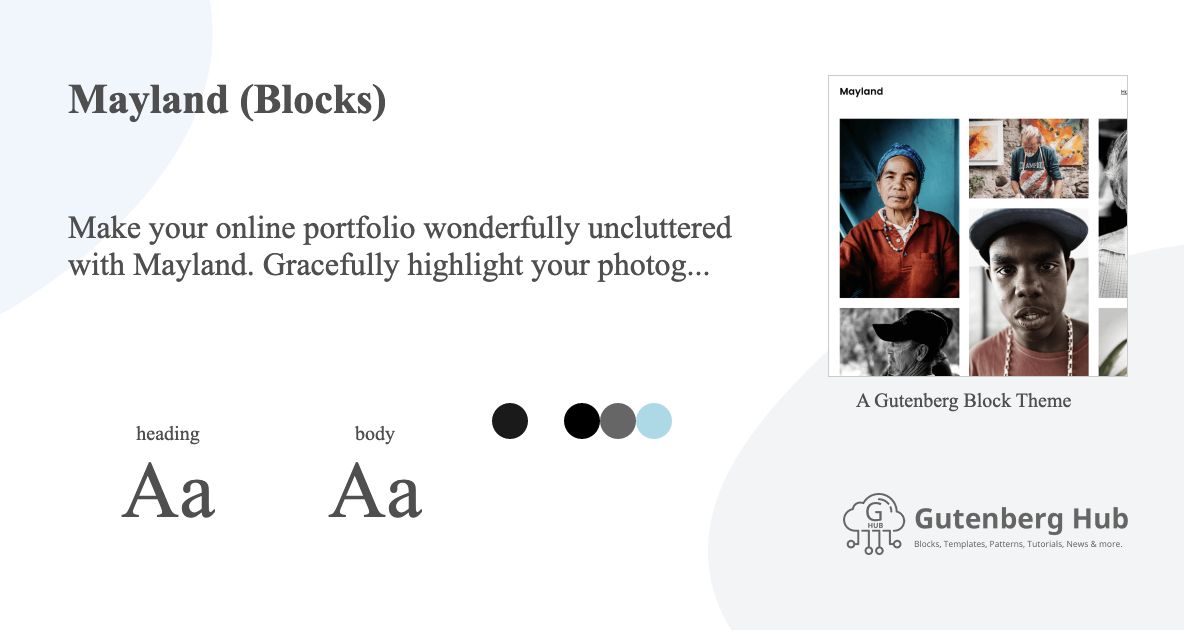 Mayland (Blocks)
Make your online portfolio wonderfully uncluttered
with Mayland. Gracefully highlight your photog...
heading
Aa
body
Aa
Mayland
A Gutenberg Block Theme
G
HUB
Gutenberg Hub
Blocks, Templates, Patterns, Tutorials, News & more.